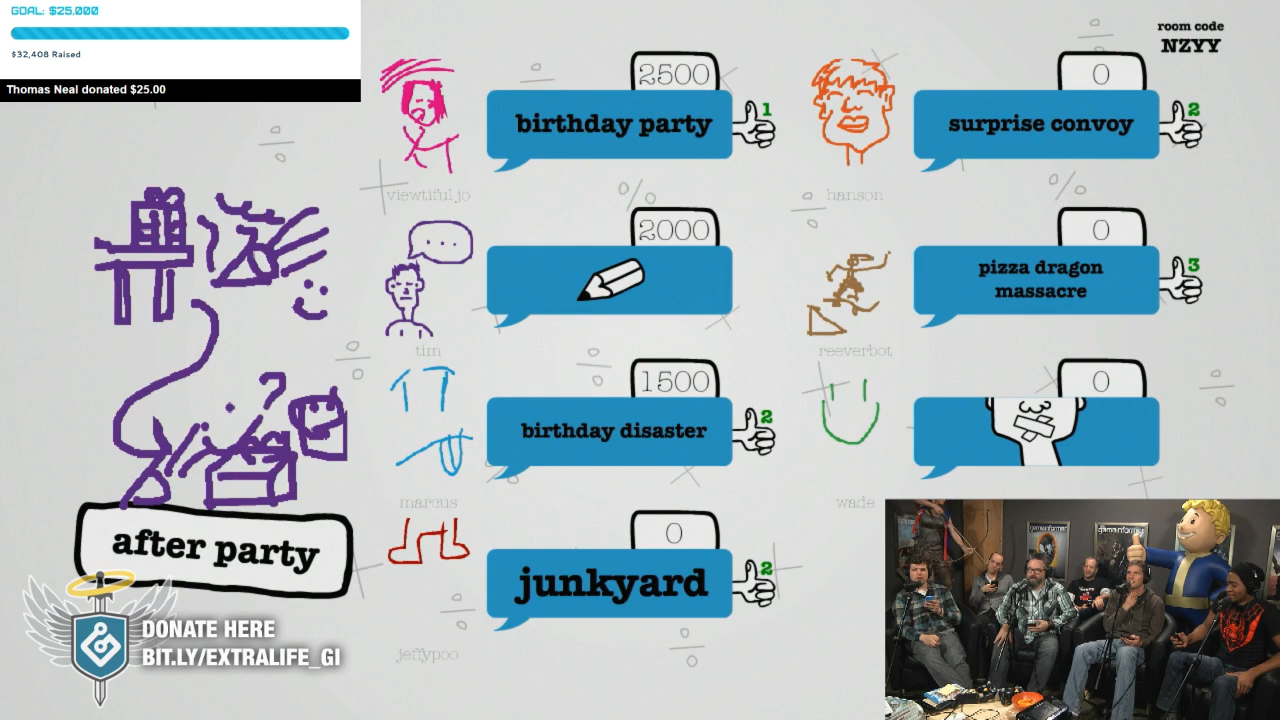 GOAL: $25,000
$32,408 Raised
Thomas Neal donated $25.00
room code
NZYY
2500
birthday party
1
viewtiful jo
0
surprise convoy
2
hanson
2000
tim
0
pizza dragon
massacre
3
reeverbot
1500
birthday disaster
2
marcus
0
wade
0
junkyard
2
jeffypoo
after party
DONATE HERE
BIT.LY/EXTRALIFE_GI
gameinformer